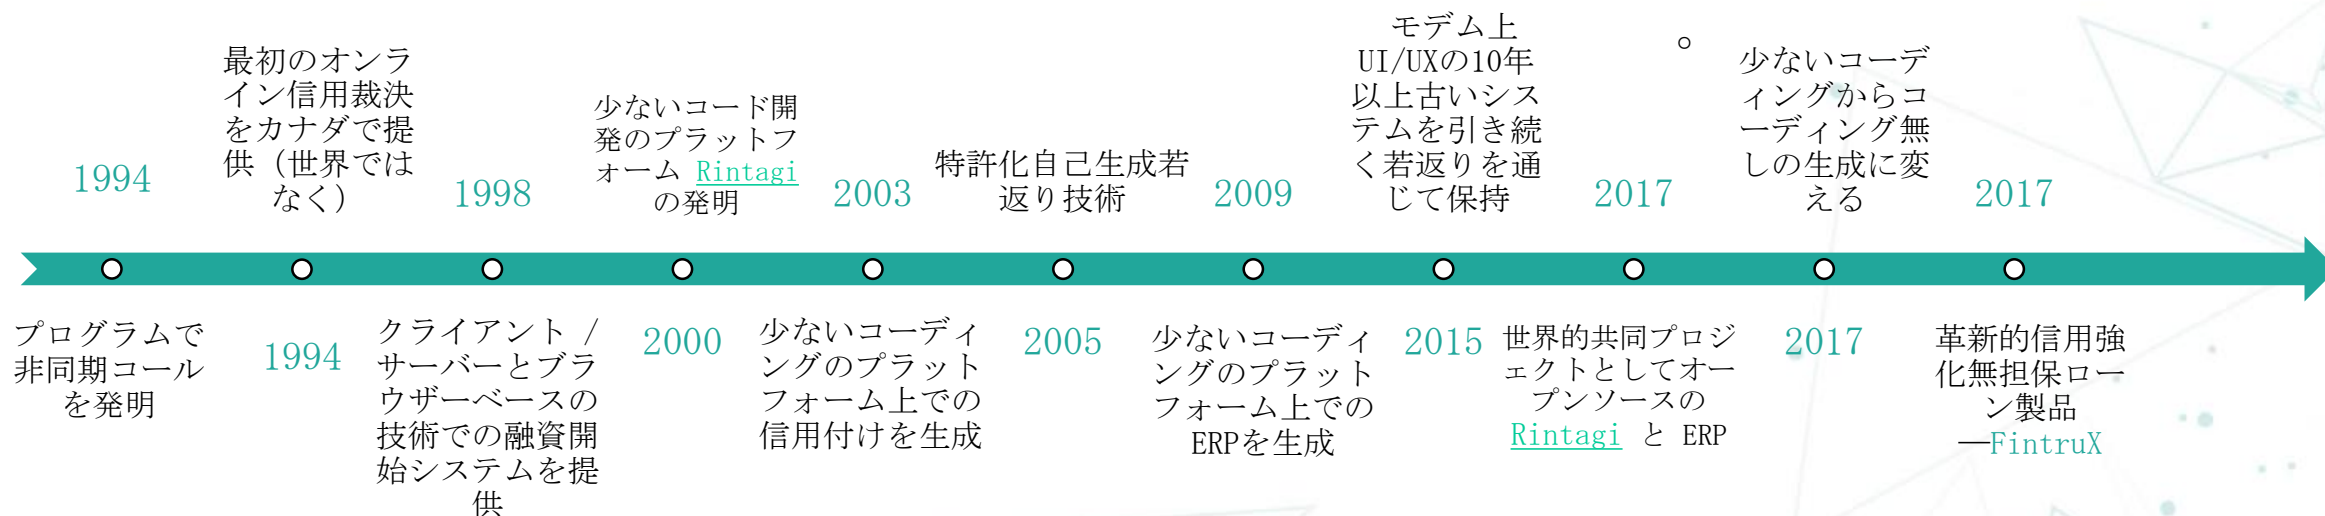 1994
プログラムで
非同期コール
を発明
最初のオンラ
イン信用裁決
をカナダで提
供（世界では
なく）
1994
1998
クライアント /
サーバーとブラ
ウザーベースの
技術での融資開
始システムを提
供
少ないコード開
発のプラットフ
ォーム Rintagi
の発明
2000
2003
少ないコーディ
ングのプラット
フォーム上での
信用付けを生成
特許化自己生成若
返り技術
2005
2009
少ないコーディ
ングのプラット
フォーム上での
ERPを生成
モデム上
UI/UXの10年
以上古いシス
テムを引き続
く若返りを通
じて保持
2015
。
2017
世界的共同プロジ
ェクトとしてオー
プンソースの
Rintagi と ERP
少ないコーデ
ィングからコ
ーディング無
しの生成に変
える
2017
2017
革新的信用強
化無担保ロー
ン製品
—FintruX